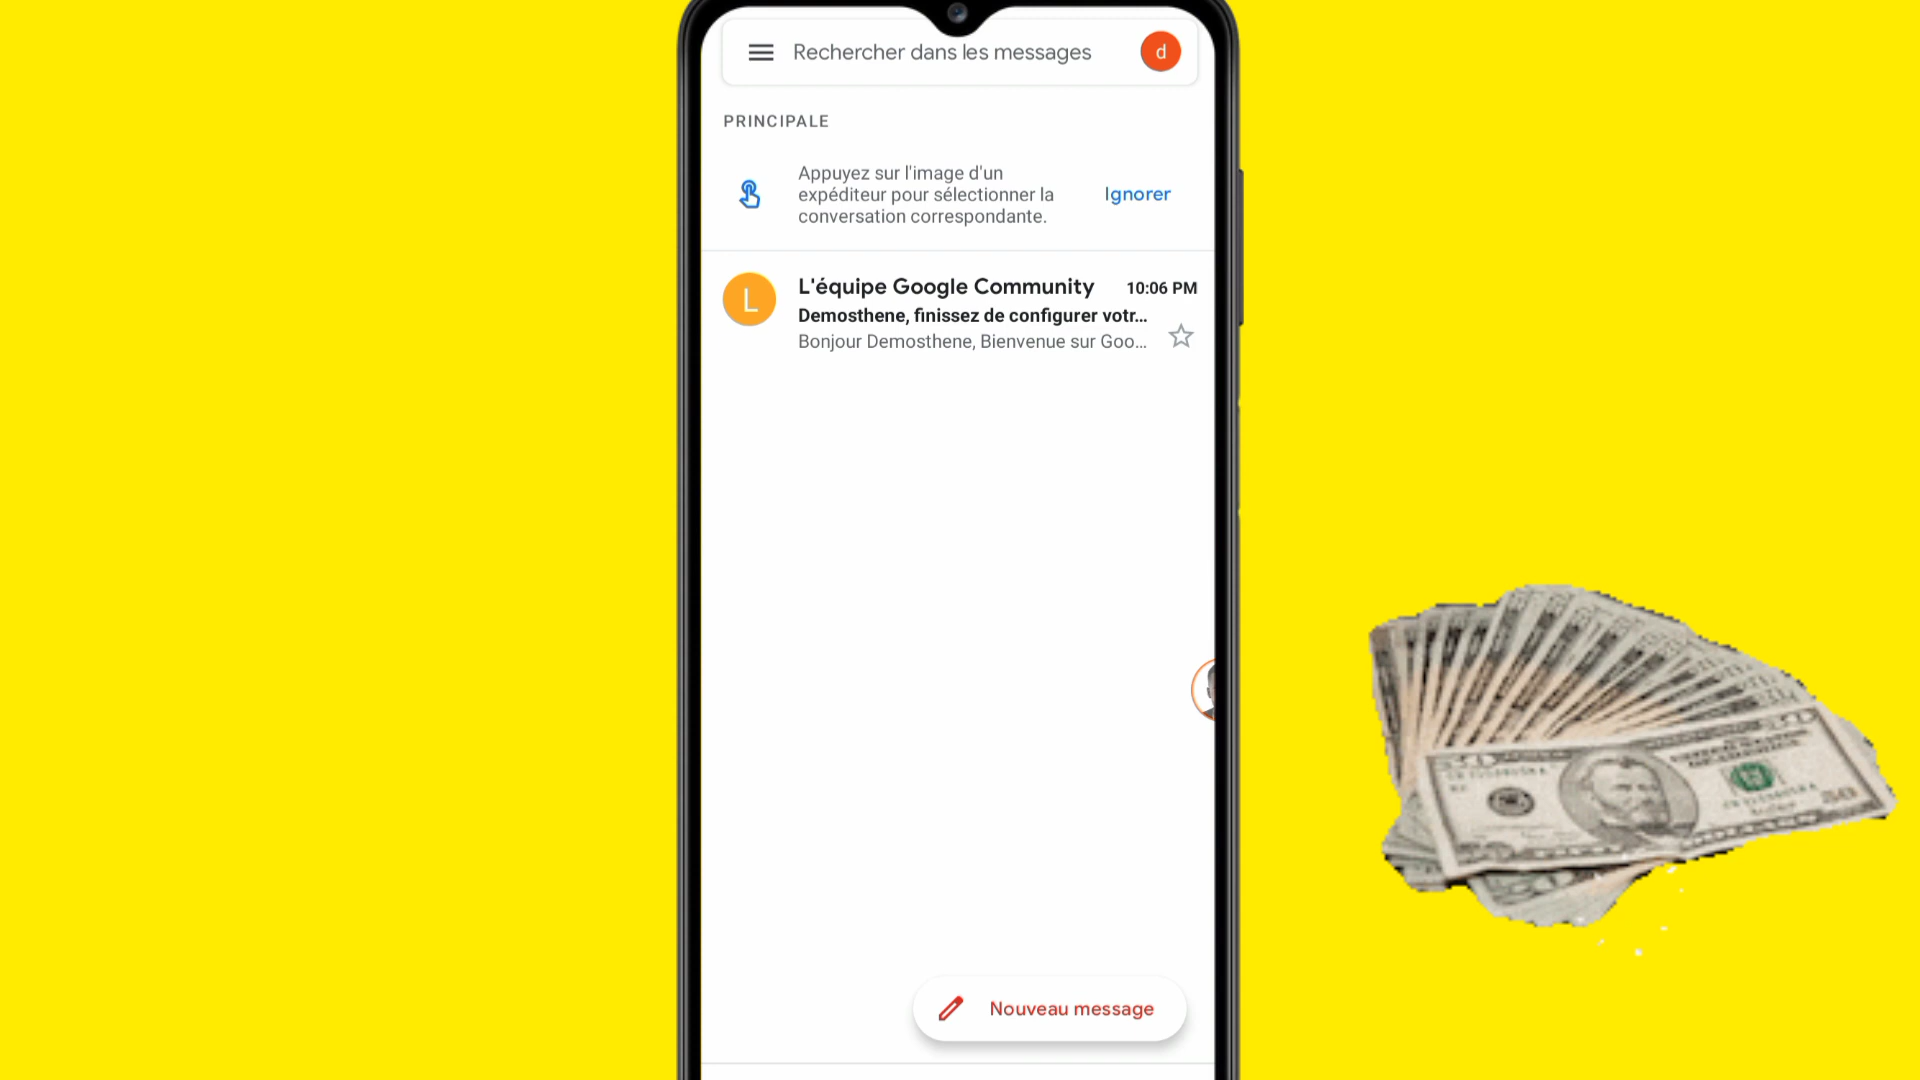 Rechercher dans les messages
d
PRINCIPALE
Appuyez sur l'image d'un
expéditeur pour sélectionner la
conversation correspondante.
Ignorer
L
L'équipe Google Community
10:06 PM
Demosthene, finissez de configurer votr...
Bonjour Demosthene, Bienvenue sur Goo...
Nouveau message
50